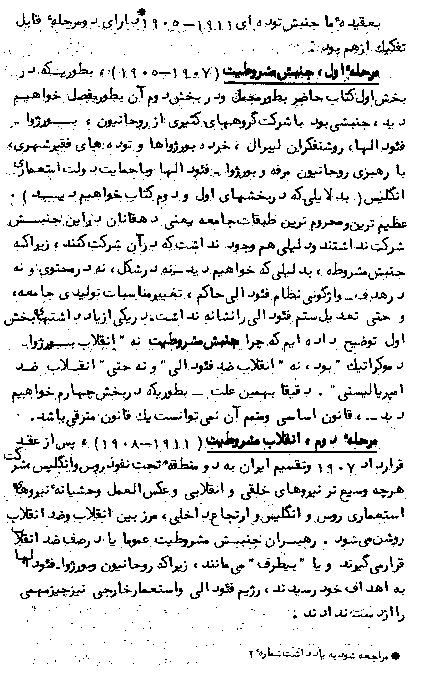 بعقیدهٔ ما جنبش توده ای ۱۹۱۱–۱۹۰۵* دارای دو مرحلهٔ قابل
تفکیک از هم بود :
مرحلهٔ اول، جنبش مشروطیت (۱۹۰۷–۱۹۰۵)، بطوریکه در
بخش اول کتاب حاضر بطور مجمل و در بخش دوم آن بطور مفصل خواهیم
دید، جنبشی بود با شرکت گروههای کثیری از روحانیون، بورژوا –
فئودالها، روشنفکران لیبرال، خرده بورژواها و توده های فقیر شهری،
با رهبری روحانیون مرفه و بورژوا – فئودالها و با حمایت دولت استعماری
انگلیس (بدلایلی که در بخشهای اول و دوم کتاب خواهیم دید).
عظیم ترین و محروم ترین طبقات جامعه یعنی دهقانان در این جنبش
شرکت نداشتند و دلیلی هم وجود نداشت که در آن شرکت کنند، زیرا که
جنبش مشروطه، بدلیلی که خواهیم دید – نه در شکل، نه در محتوی و نه
در هدف – واژگونی نظام فئودالی حاکم، تغییر مناسبات تولیدی جامعه،
و حتی تعدیل ستم فئودالی را نشانه نداشت. در یکی از یادداشتهای بخش
اول توضیح داده ایم که چرا جنبش مشروطیت نه "انقلاب بورژوا –
دموکراتیک" بود، نه "انقلاب ضد فئودالی" و نه حتی "انقلاب ضد
امپریالیستی". دقیقا بهمین علت – بطوریکه در بخش چهارم خواهیم
دید –، قانون اساسی و متمم آن نمی توانست یك قانون مترقی باشد.
مرحلهٔ دوم، انقلاب مشروطیت (۱۹۱۱–۱۹۰۸)، پس از عقد
قرارداد ۱۹۰۷ و تقسیم ایران به دو منطقهٔ تحت نفوذ روس و انگلیس، شرکت
هرچه وسیع تر نیروهای خلقی و انقلابی و عکس العمل وحشیانهٔ نیروهای
استعماری روس و انگلیس و ارتجاع داخلی، مرز بین انقلاب و ضد انقلاب
روشن می شود. رهبران جنبش مشروطیت عموما یا در صف ضد انقلاب
قرار می گیرند و یا "بیطرف" می مانند، زیرا که روحانیون و بورژوا – فئودالها
به اهداف خود رسیدند، رژیم فئودالی و استعمار خارجی نیز چیز مهمی
را از دست ندادند.
* مراجعه شود به یادداشت شماره ۲